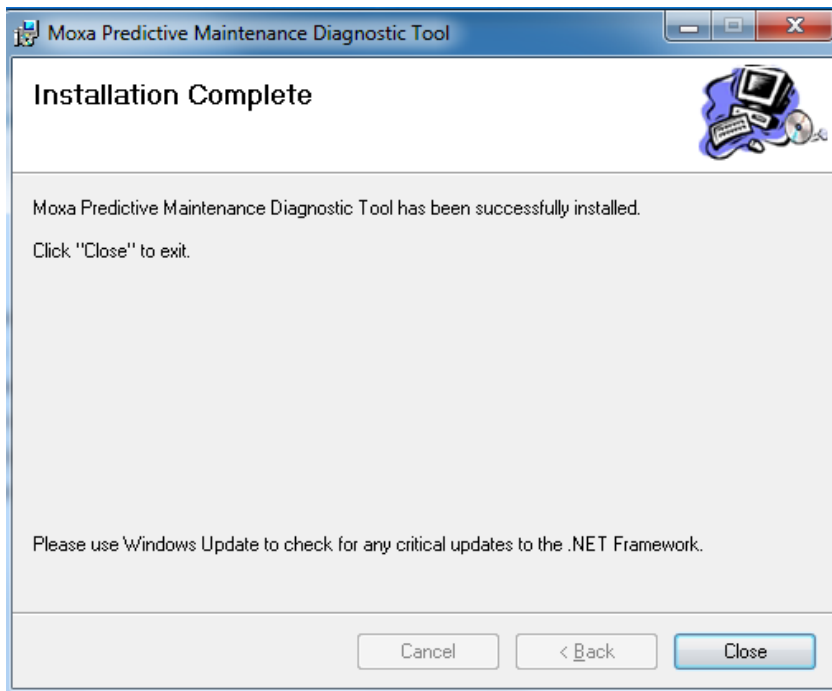 Moxa Predictive Maintenance Diagnostic Tool
Installation Complete
Moxa Predictive Maintenance Diagnostic Tool has been successfully installed.
Click "Close" to exit.
Please use Windows Update to check for any critical updates to the .NET Framework.
Cancel
< Back
Close